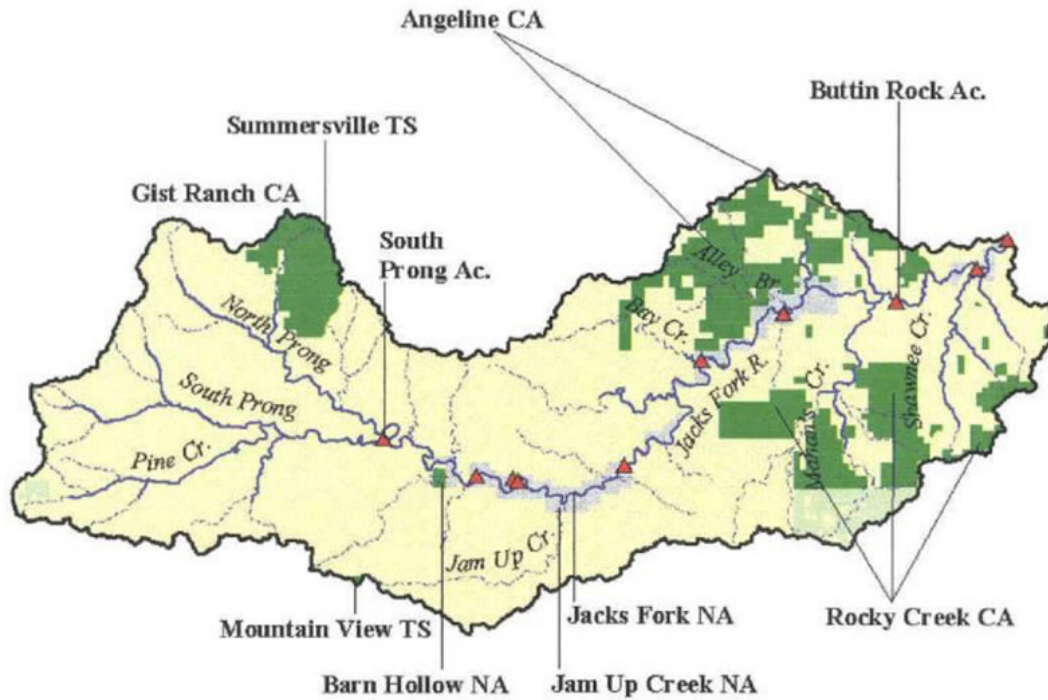 Angeline CA
Buttin Rock Ac.
Summersville TS
Gist Ranch CA
South
Prong Ac.
Alley Br.
North Prong
Bay Cr.
Shawnee Cr.
South Prong
Jacks Fork R.
Mahan's Cr.
Pine Cr.
Jam Up Cr.
Jacks Fork NA
Rocky Creek CA
Mountain View TS
Barn Hollow NA
Jam Up Creek NA